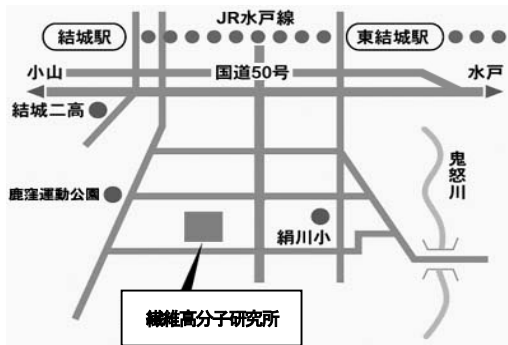 JR水戸線
結城駅
東結城駅
小山
国道50号
水戸
結城二高
鬼怒川
鹿窪運動公園
絹川小
繊維高分子研究所